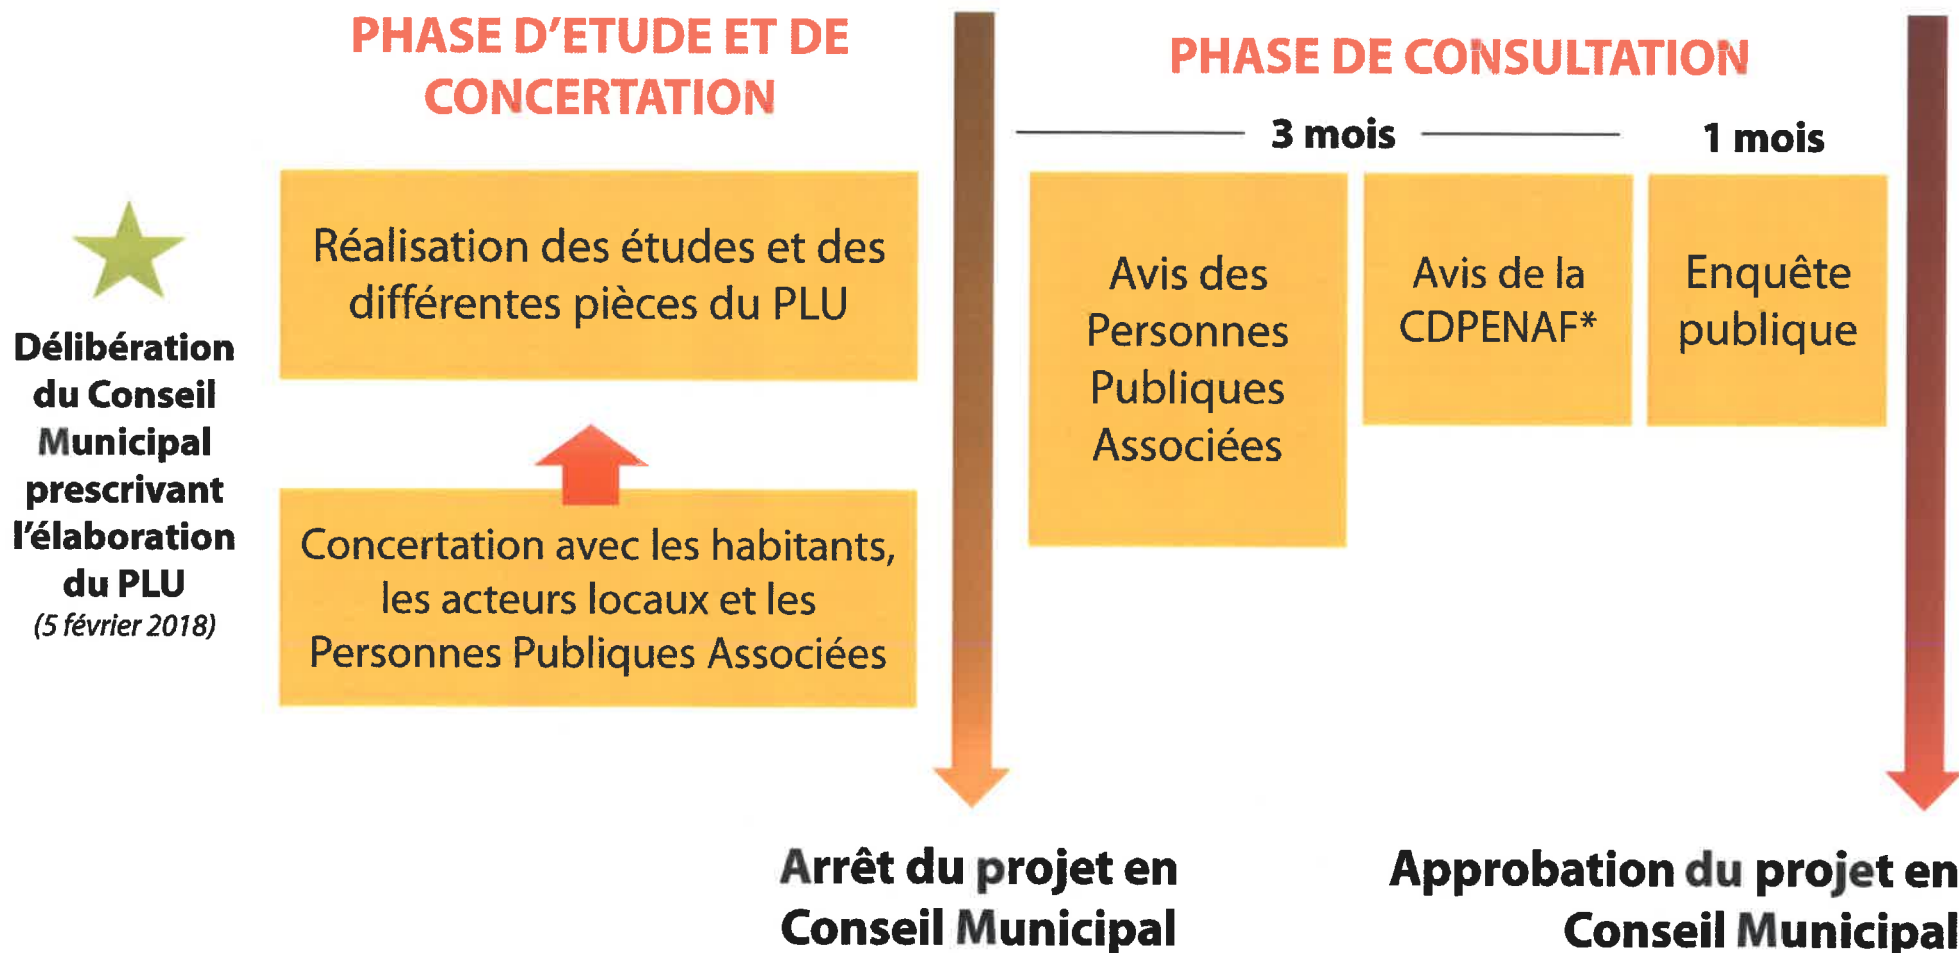 PHASE D'ETUDE ET DE
CONCERTATION
PHASE DE CONSULTATION
3 mois
1 mois
Délibération
du Conseil
Municipal
prescrivant
l'élaboration
du PLU
(5 février 2018)
Réalisation des études et des
différentes pièces du PLU
Concertation avec les habitants,
les acteurs locaux et les
Personnes Publiques Associées
Avis des
Personnes
Publiques
Associées
Avis de la
CDPENAF*
Enquête
publique
Arrêt du projet en
Conseil Municipal
Approbation du projet en
Conseil Municipal